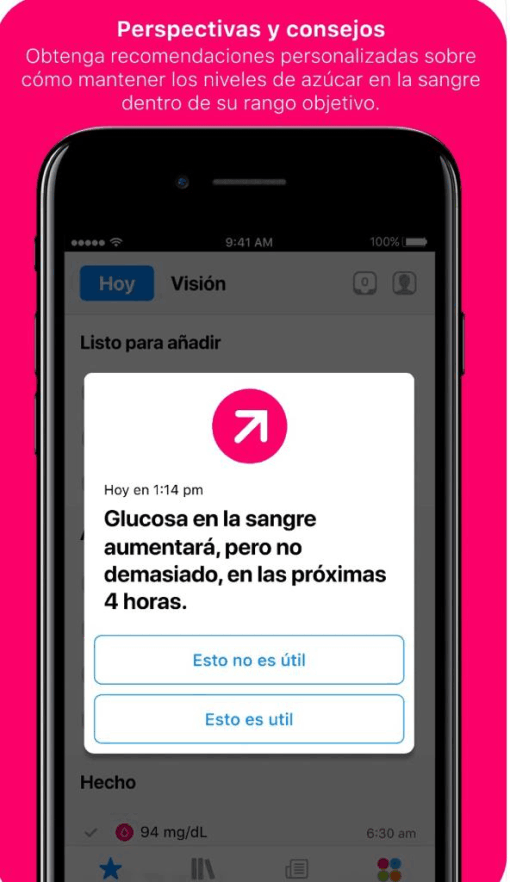 Perspectivas y consejos
Obtenga recomendaciones personalizadas sobre
cómo mantener los niveles de azúcar en la sangre
dentro de su rango objetivo.
9:41 AM
100%
Hoy
Visión
0
Listo para añadir
Hoy en 1:14 pm
Glucosa en la sangre
aumentará, pero no
demasiado, en las próximas
4 horas.
Esto no es útil
Esto es util
Hecho
94 mg/dL
6:30 am